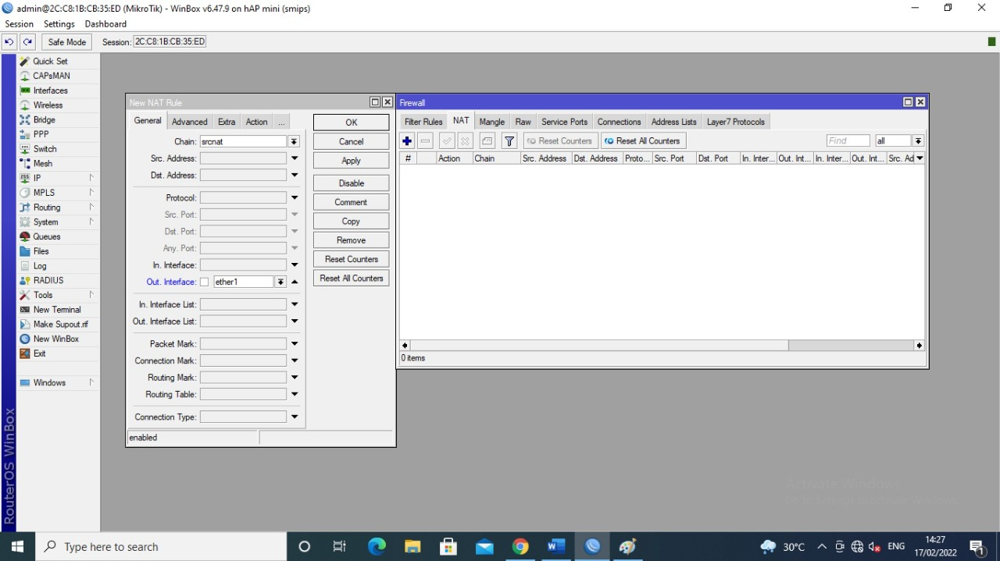 admin@2C:C8:1B:CB:35:ED (MikroTik) - WinBox v6.47.9 on hAP mini (smips)
Session Settings Dashboard
Safe Mode Session: 2C:C8:1B:CB:35:ED
Quick Set
CAPsMAN
Interfaces
Wireless
Bridge
PPP
Switch
Mesh
IP
MPLS
Routing
System
Queues
Files
Log
RADIUS
Tools
New Terminal
Make Supout.rif
New WinBox
Exit
Windows
RouterOS WinBox
New NAT Rule
General Advanced Extra Action ...
Chain: srcnat
Src. Address:
Dst. Address:
Protocol:
Src. Port:
Dst. Port:
Any. Port:
In. Interface:
Out. Interface: ether1
In. Interface List:
Out. Interface List:
Packet Mark:
Connection Mark:
Routing Mark:
Routing Table:
Connection Type:
enabled
OK
Cancel
Apply
Disable
Comment
Copy
Remove
Reset Counters
Reset All Counters
Firewall
Filter Rules NAT Mangle Raw Service Ports Connections Address Lists Layer7 Protocols
Reset Counters Reset All Counters Find all
# Action Chain Src. Address Dst. Address Proto... Src. Port Dst. Port In. Inter... Out. Int... In. Inter... Out. Int... Src. Ad
0 items
Activate Windows
Go to Settings to activate Windows.
Type here to search
30°C ENG
14:27
17/02/2022
1